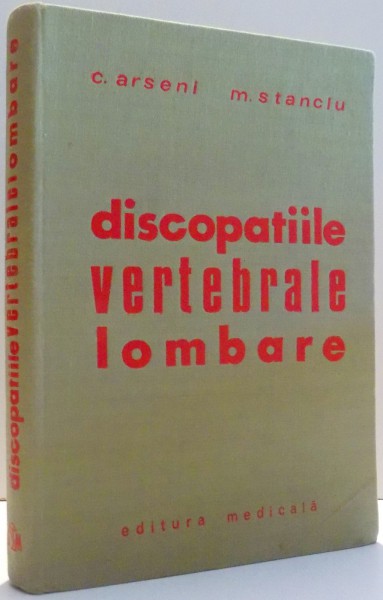 c. arseni m. stanciu
discopatiile
vertebrale
lombare
editura medicală
discopatiile vertebrale lombare